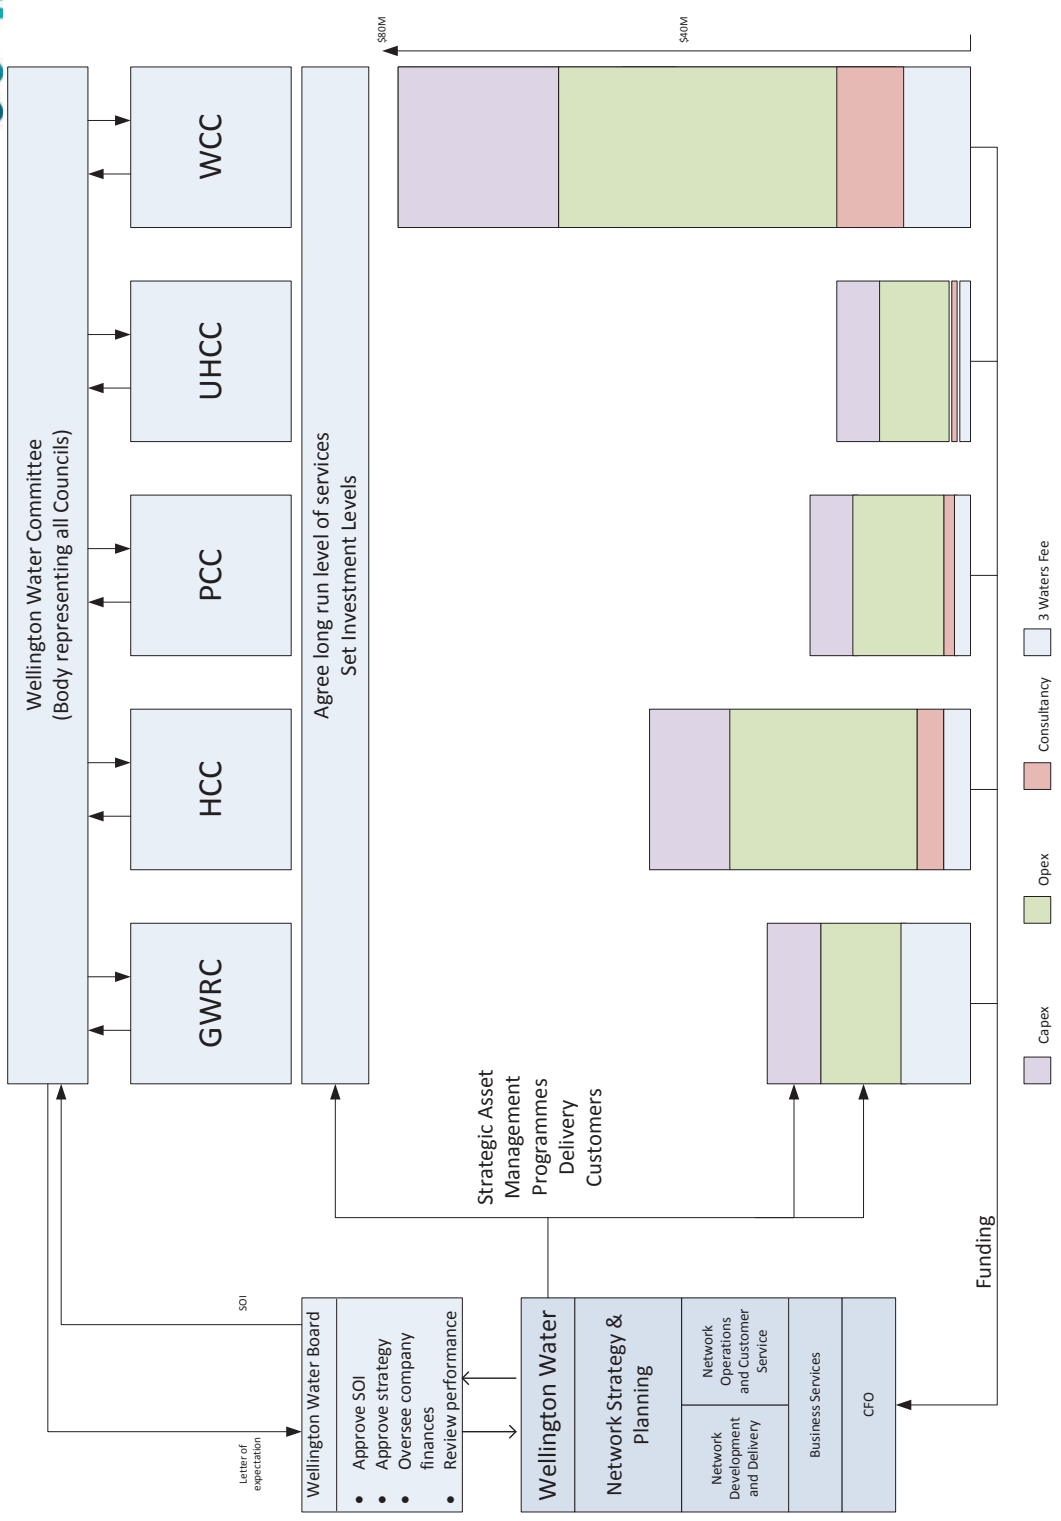 Wellington Water Committee
(Body representing all Councils)
GWRC
HCC
PCC
UHCC
WCC
Agree long run level of services
Set Investment Levels
$80M
$40M
Letter of
expectation
SOI
Wellington Water Board
• Approve SOI
• Approve strategy
• Oversee company
finances
• Review performance
Strategic Asset
Management
Programmes
Delivery
Customers
Wellington Water
Network Strategy &
Planning
Network
Development
and Delivery
Network
Operations
and Customer
Service
Business Services
CFO
Funding
Capex
Opex
Consultancy
3 Waters Fee